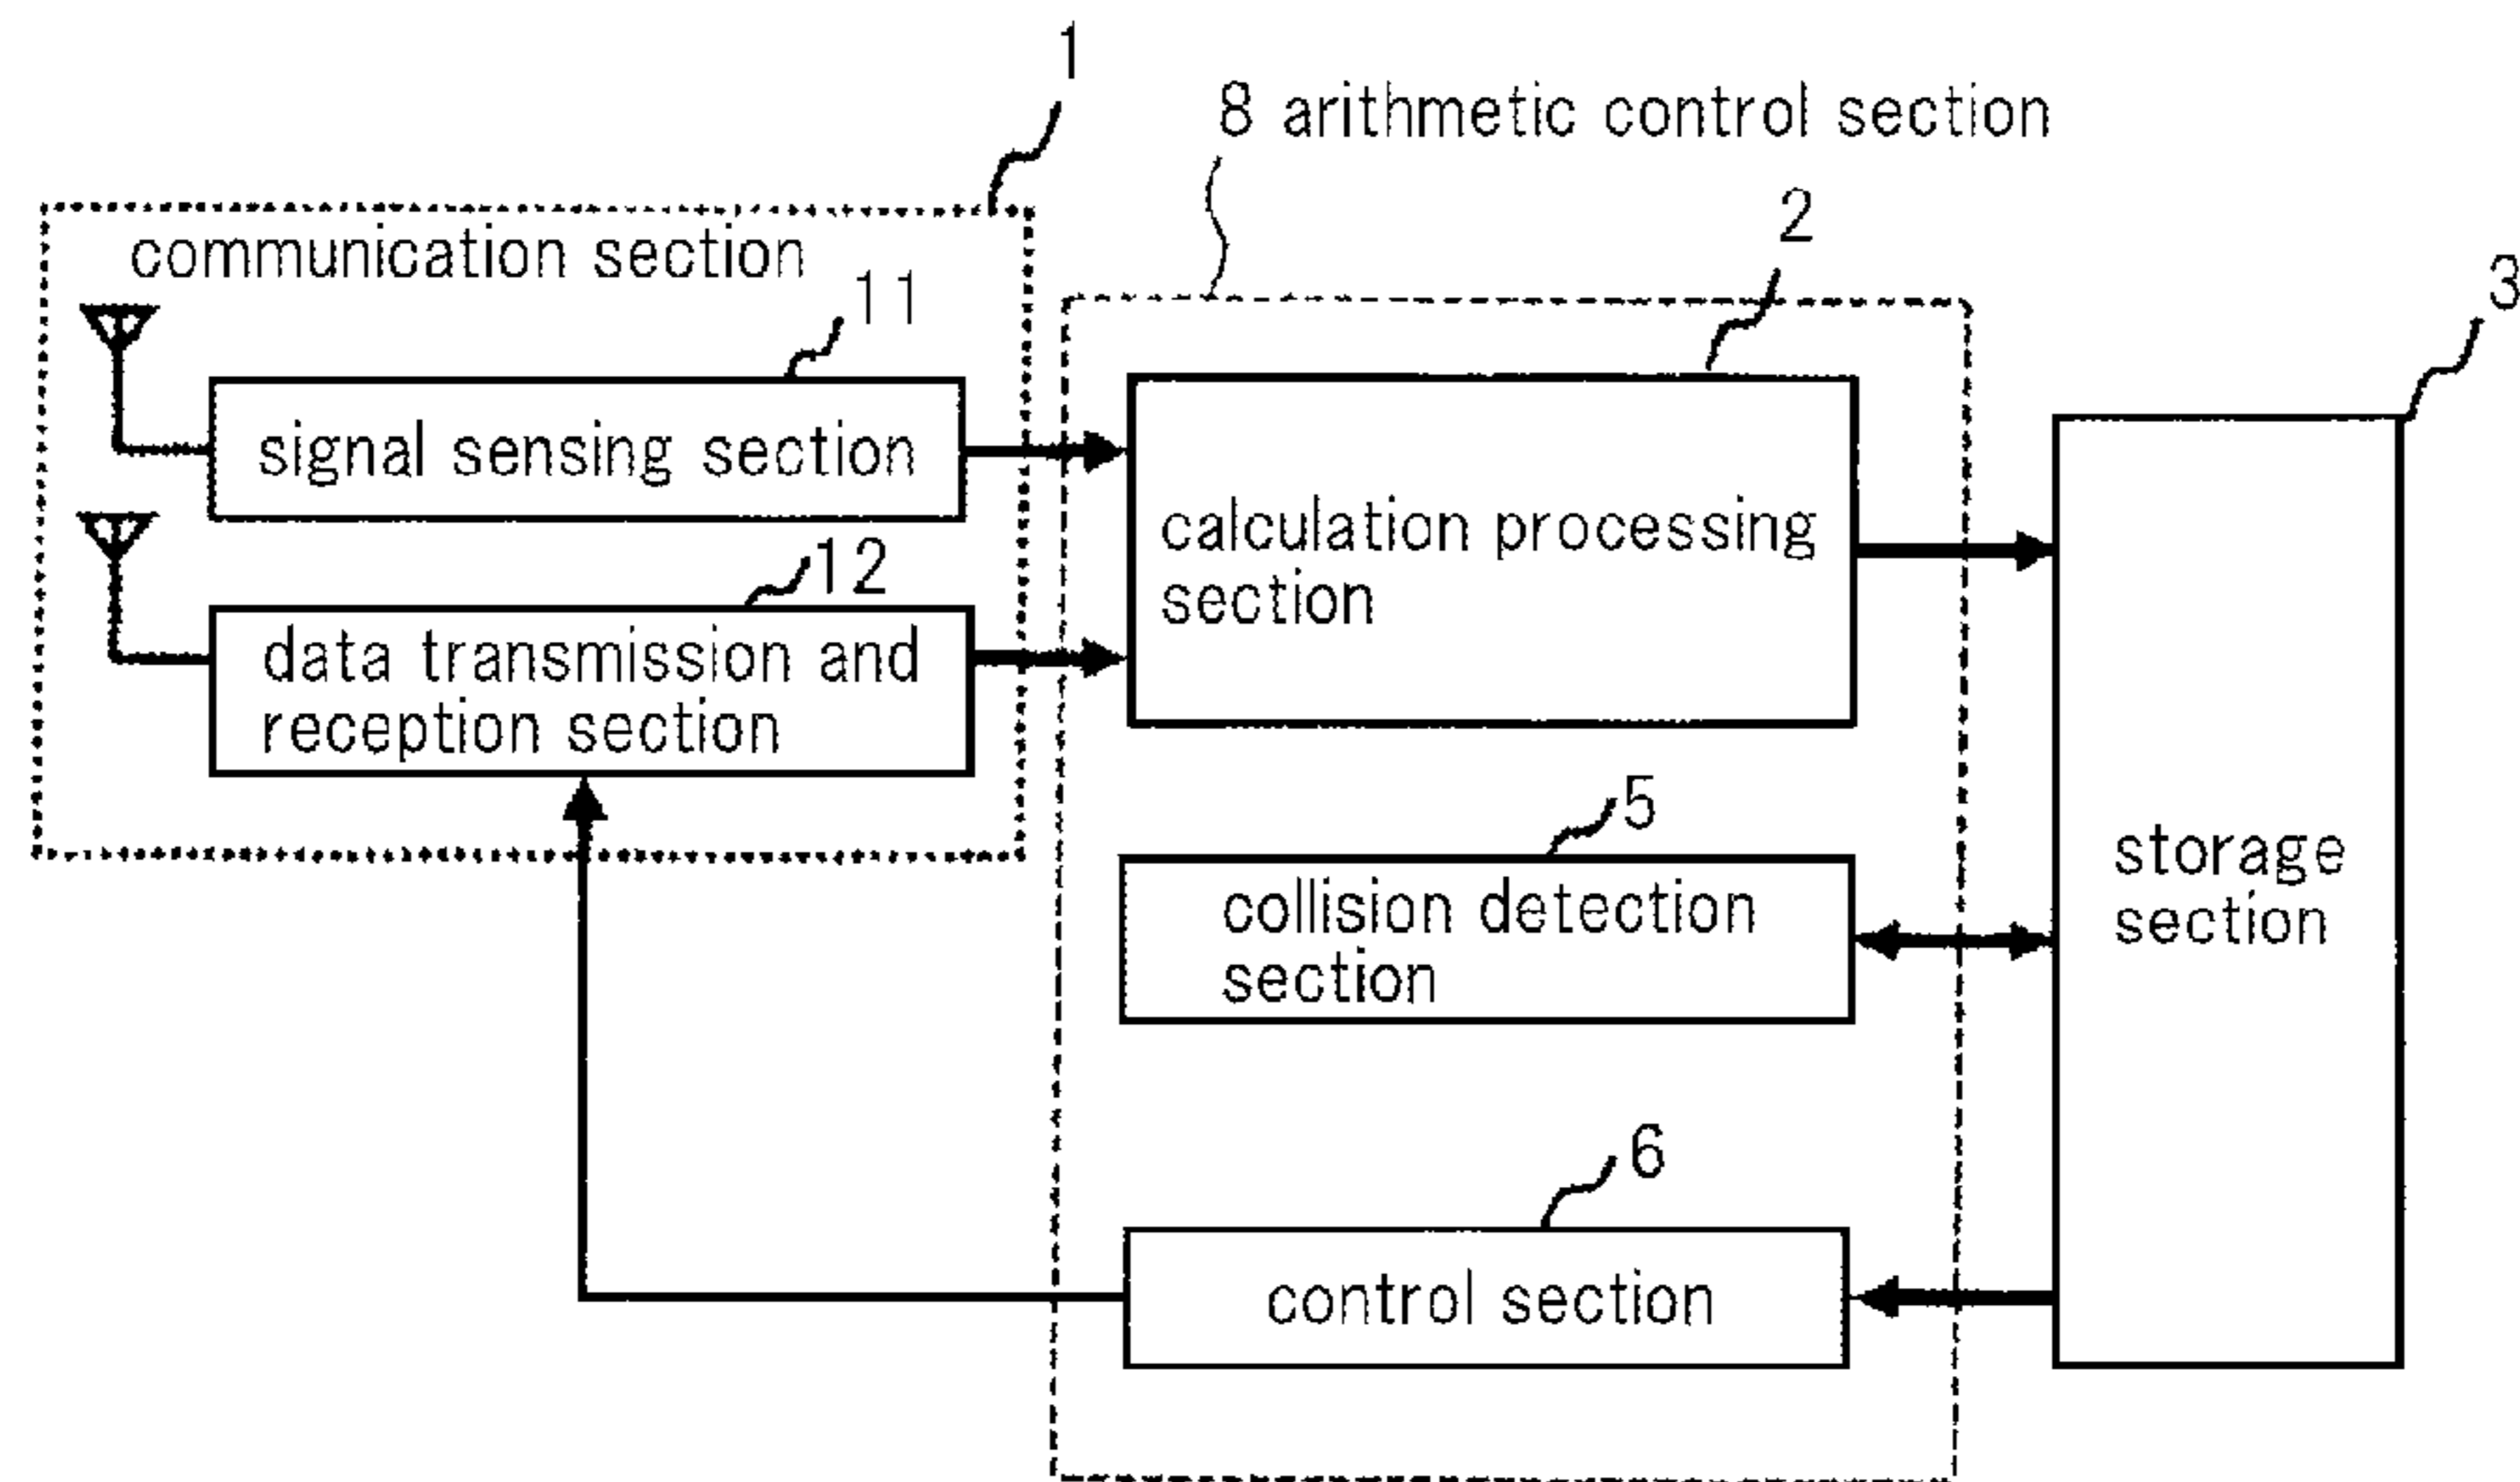 1
8 arithmetic control section
2
3
communication section
11
signal sensing section
12
data transmission and
reception section
calculation processing
section
5
collision detection
section
storage
section
6
control section